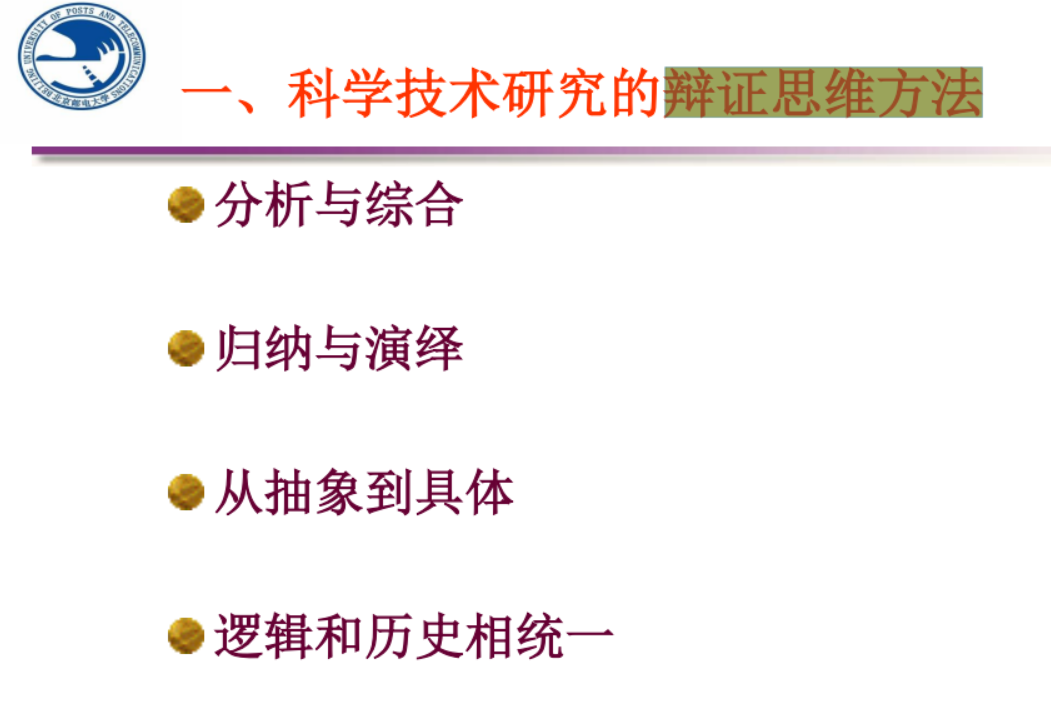 BEIJING UNIVERSITY OF POSTS AND TELECOMMUNICATIONS
北京邮电大学
一、科学技术研究的辩证思维方法
分析与综合
归纳与演绎
从抽象到具体
逻辑和历史相统一